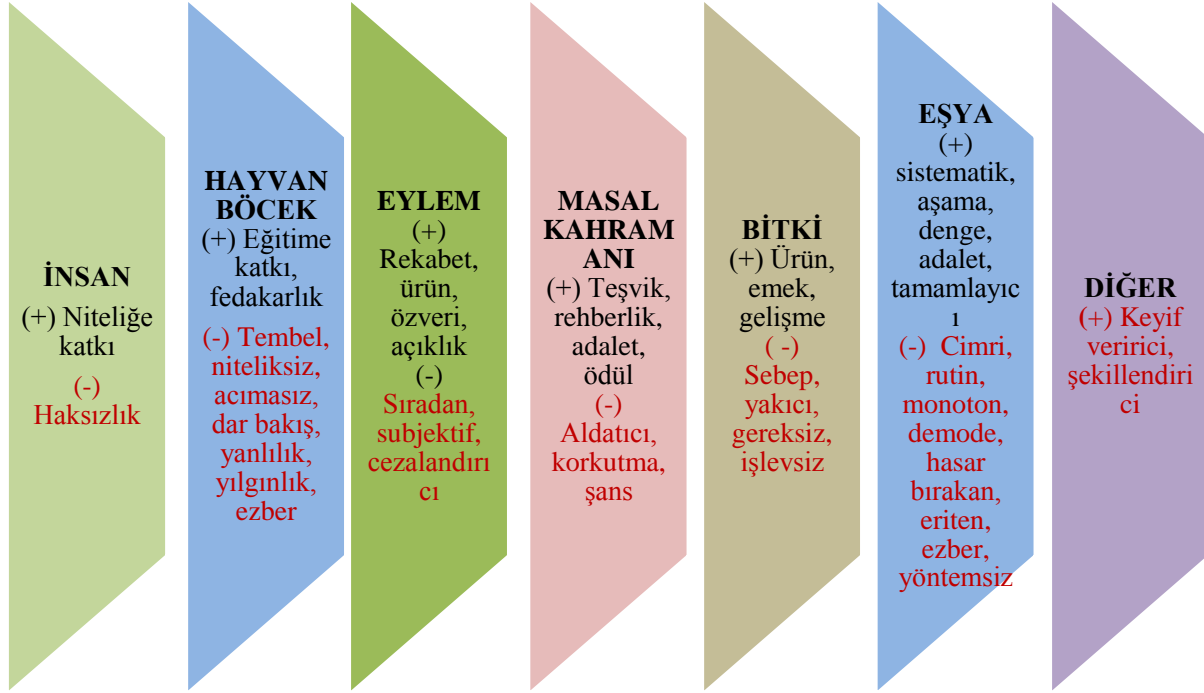 İNSAN
(+) Niteliğe
katkı
(-)
Haksızlık
HAYVAN
BÖCEK
(+) Eğitime
katkı,
fedakarlık
(-) Tembel,
niteliksiz,
acımasız,
dar bakış,
yanlılık,
yılgınlık,
ezber
EYLEM
(+)
Rekabet,
ürün,
özveri,
açıklık
(-)
Sıradan,
subjektif,
cezalandırı
cı
MASAL
KAHRAM
ANI
(+) Teşvik,
rehberlik,
adalet,
ödül
(-)
Aldatıcı,
korkutma,
şans
BİTKİ
(+) Ürün,
emek,
gelişme
( -)
Sebep,
yakıcı,
gereksiz,
işlevsiz
EŞYA
(+)
sistematik,
aşama,
denge,
adalet,
tamamlayıc
ı
(-) Cimri,
rutin,
monoton,
demode,
hasar
bırakan,
eriten,
ezber,
yöntemsiz
DİĞER
(+) Keyif
veririci,
şekillendiri
ci